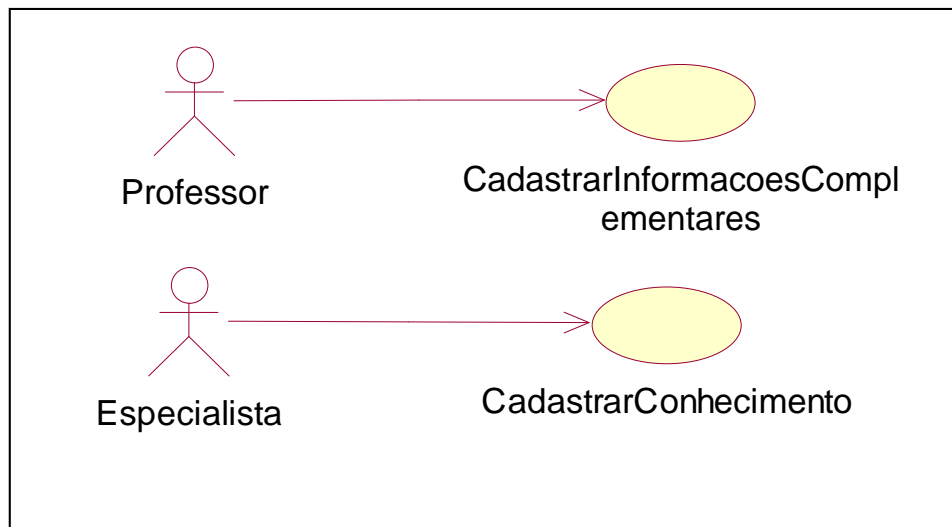 Professor
CadastrarInformacoesCompl
ementares
Especialista
CadastrarConhecimento